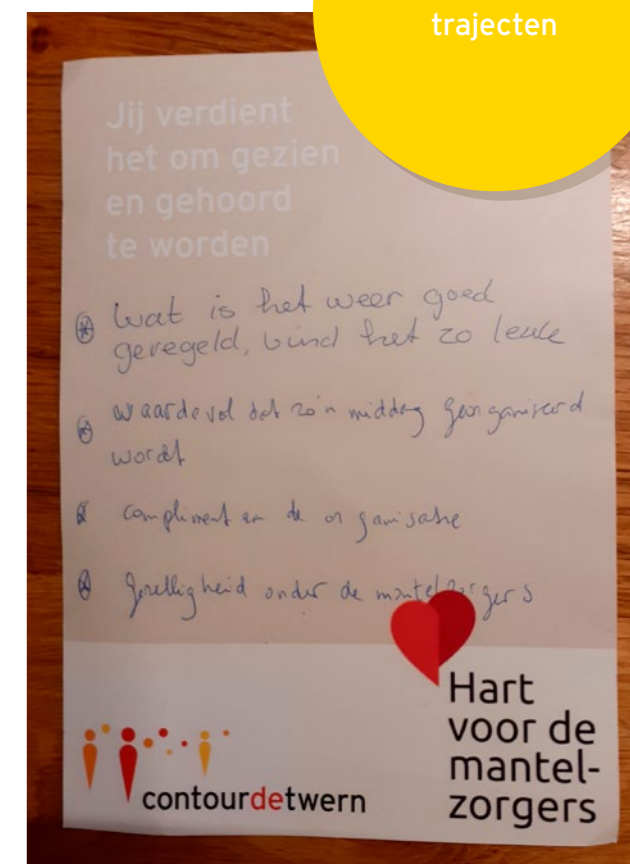 trajecten
Jij verdient
het om gezien
en gehoord
te worden
wat is het weer goed
geregeld, vind het zo leuk
waardevol dat zo'n middag georganiseerd
wordt
compliment en de organisatie
gezelligheid onder de mantelzorgers
Hart
voor de
mantel-
zorgers
contourdetwern